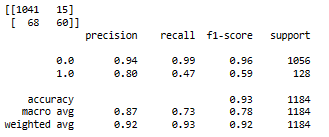 [[1041 15]
[ 68 60]]
precision recall f1-score support
0.0 0.94 0.99 0.96 1056
1.0 0.80 0.47 0.59 128
accuracy 0.93 1184
macro avg 0.87 0.73 0.78 1184
weighted avg 0.92 0.93 0.92 1184